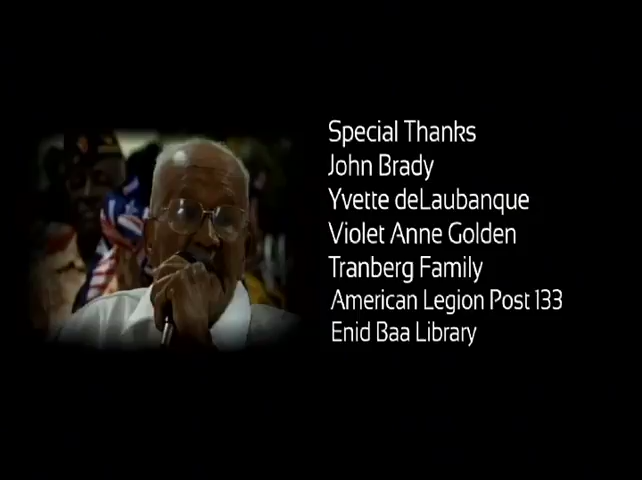 Special Thanks
John Brady
Yvette deLaubanque
Violet Anne Golden
Tranberg Family
American Legion Post 133
Enid Baa Library